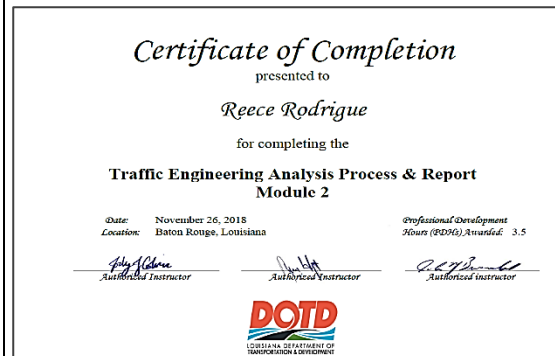 Certificate of Completion
presented to
Reece Rodrigue
for completing the
Traffic Engineering Analysis Process & Report
Module 2
Date: November 26, 2018
Location: Baton Rouge, Louisiana
Professional Development
Hours (PDHs) Awarded: 3.5
Authorized Instructor
Authorized Instructor
Authorized instructor
DOTD
LOUISIANA DEPARTMENT OF
TRANSPORTATION & DEVELOPMENT